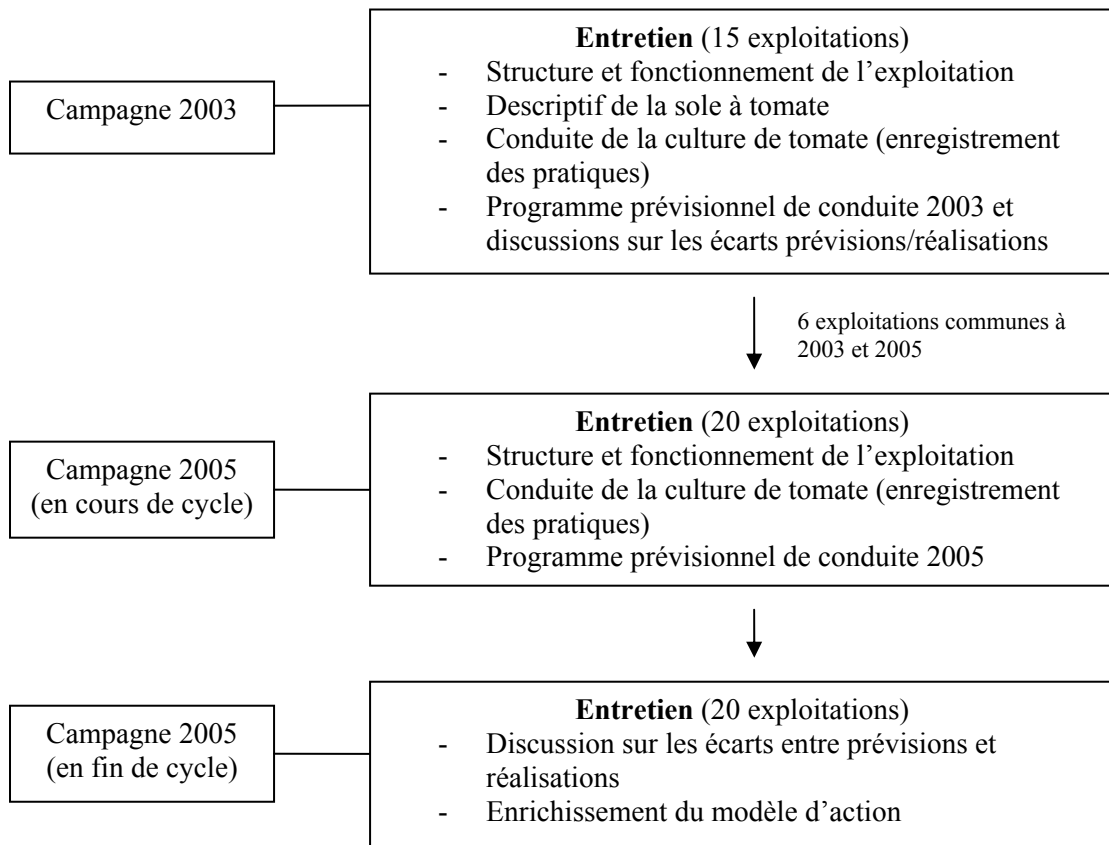 Campagne 2003
Entretien (15 exploitations)
- Structure et fonctionnement de l’exploitation
- Descriptif de la sole à tomate
- Conduite de la culture de tomate (enregistrement
des pratiques)
- Programme prévisionnel de conduite 2003 et
discussions sur les écarts prévisions/réalisations
6 exploitations communes à
2003 et 2005
Campagne 2005
(en cours de cycle)
Entretien (20 exploitations)
- Structure et fonctionnement de l’exploitation
- Conduite de la culture de tomate (enregistrement
des pratiques)
- Programme prévisionnel de conduite 2005
Campagne 2005
(en fin de cycle)
Entretien (20 exploitations)
- Discussion sur les écarts entre prévisions et
réalisations
- Enrichissement du modèle d’action